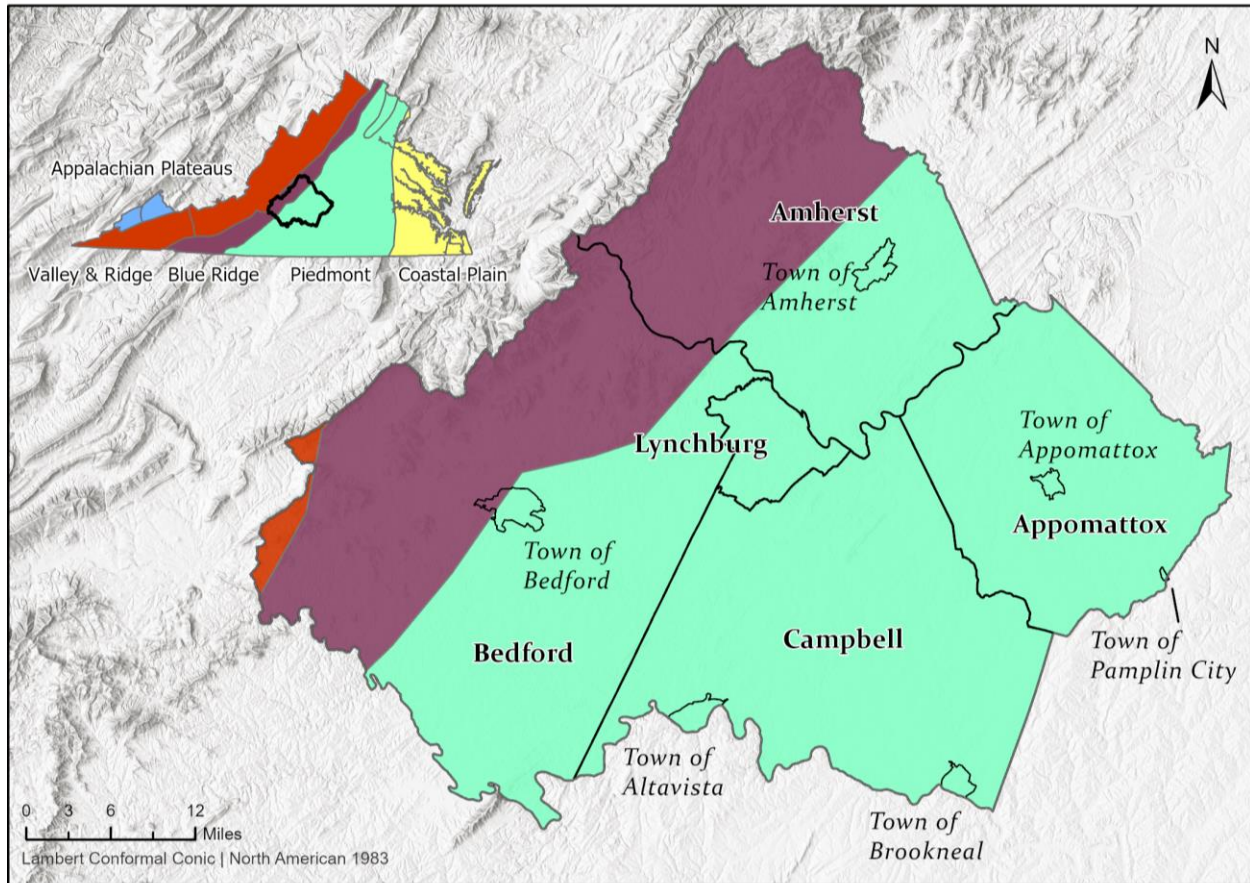 N
Appalachian Plateaus
Valley & Ridge
Blue Ridge
Piedmont
Coastal Plain
Amherst
Town of
Amherst
Lynchburg
Town of
Appomattox
Appomattox
Town of
Bedford
Bedford
Campbell
Town of
Pamplin City
Town of
Altavista
Town of
Brookneal
0 3 6 12
Miles
Lambert Conformal Conic | North American 1983